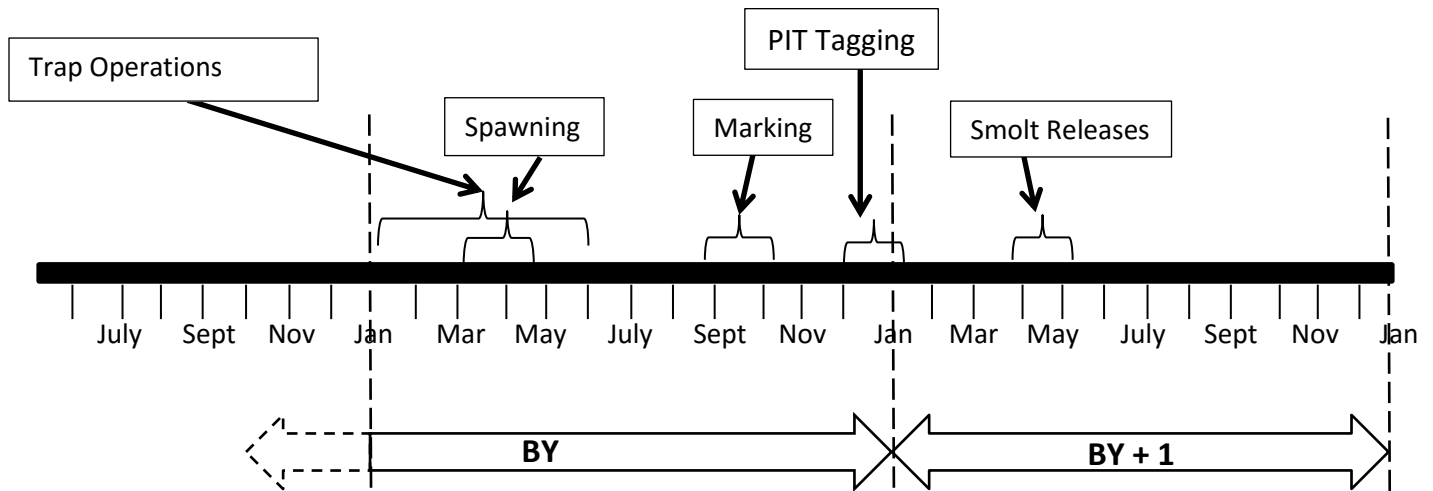 PIT Tagging
Trap Operations
Spawning
Marking
Smolt Releases
July Sept Nov Jan Mar May July Sept Nov Jan Mar May July Sept Nov Jan
BY BY + 1